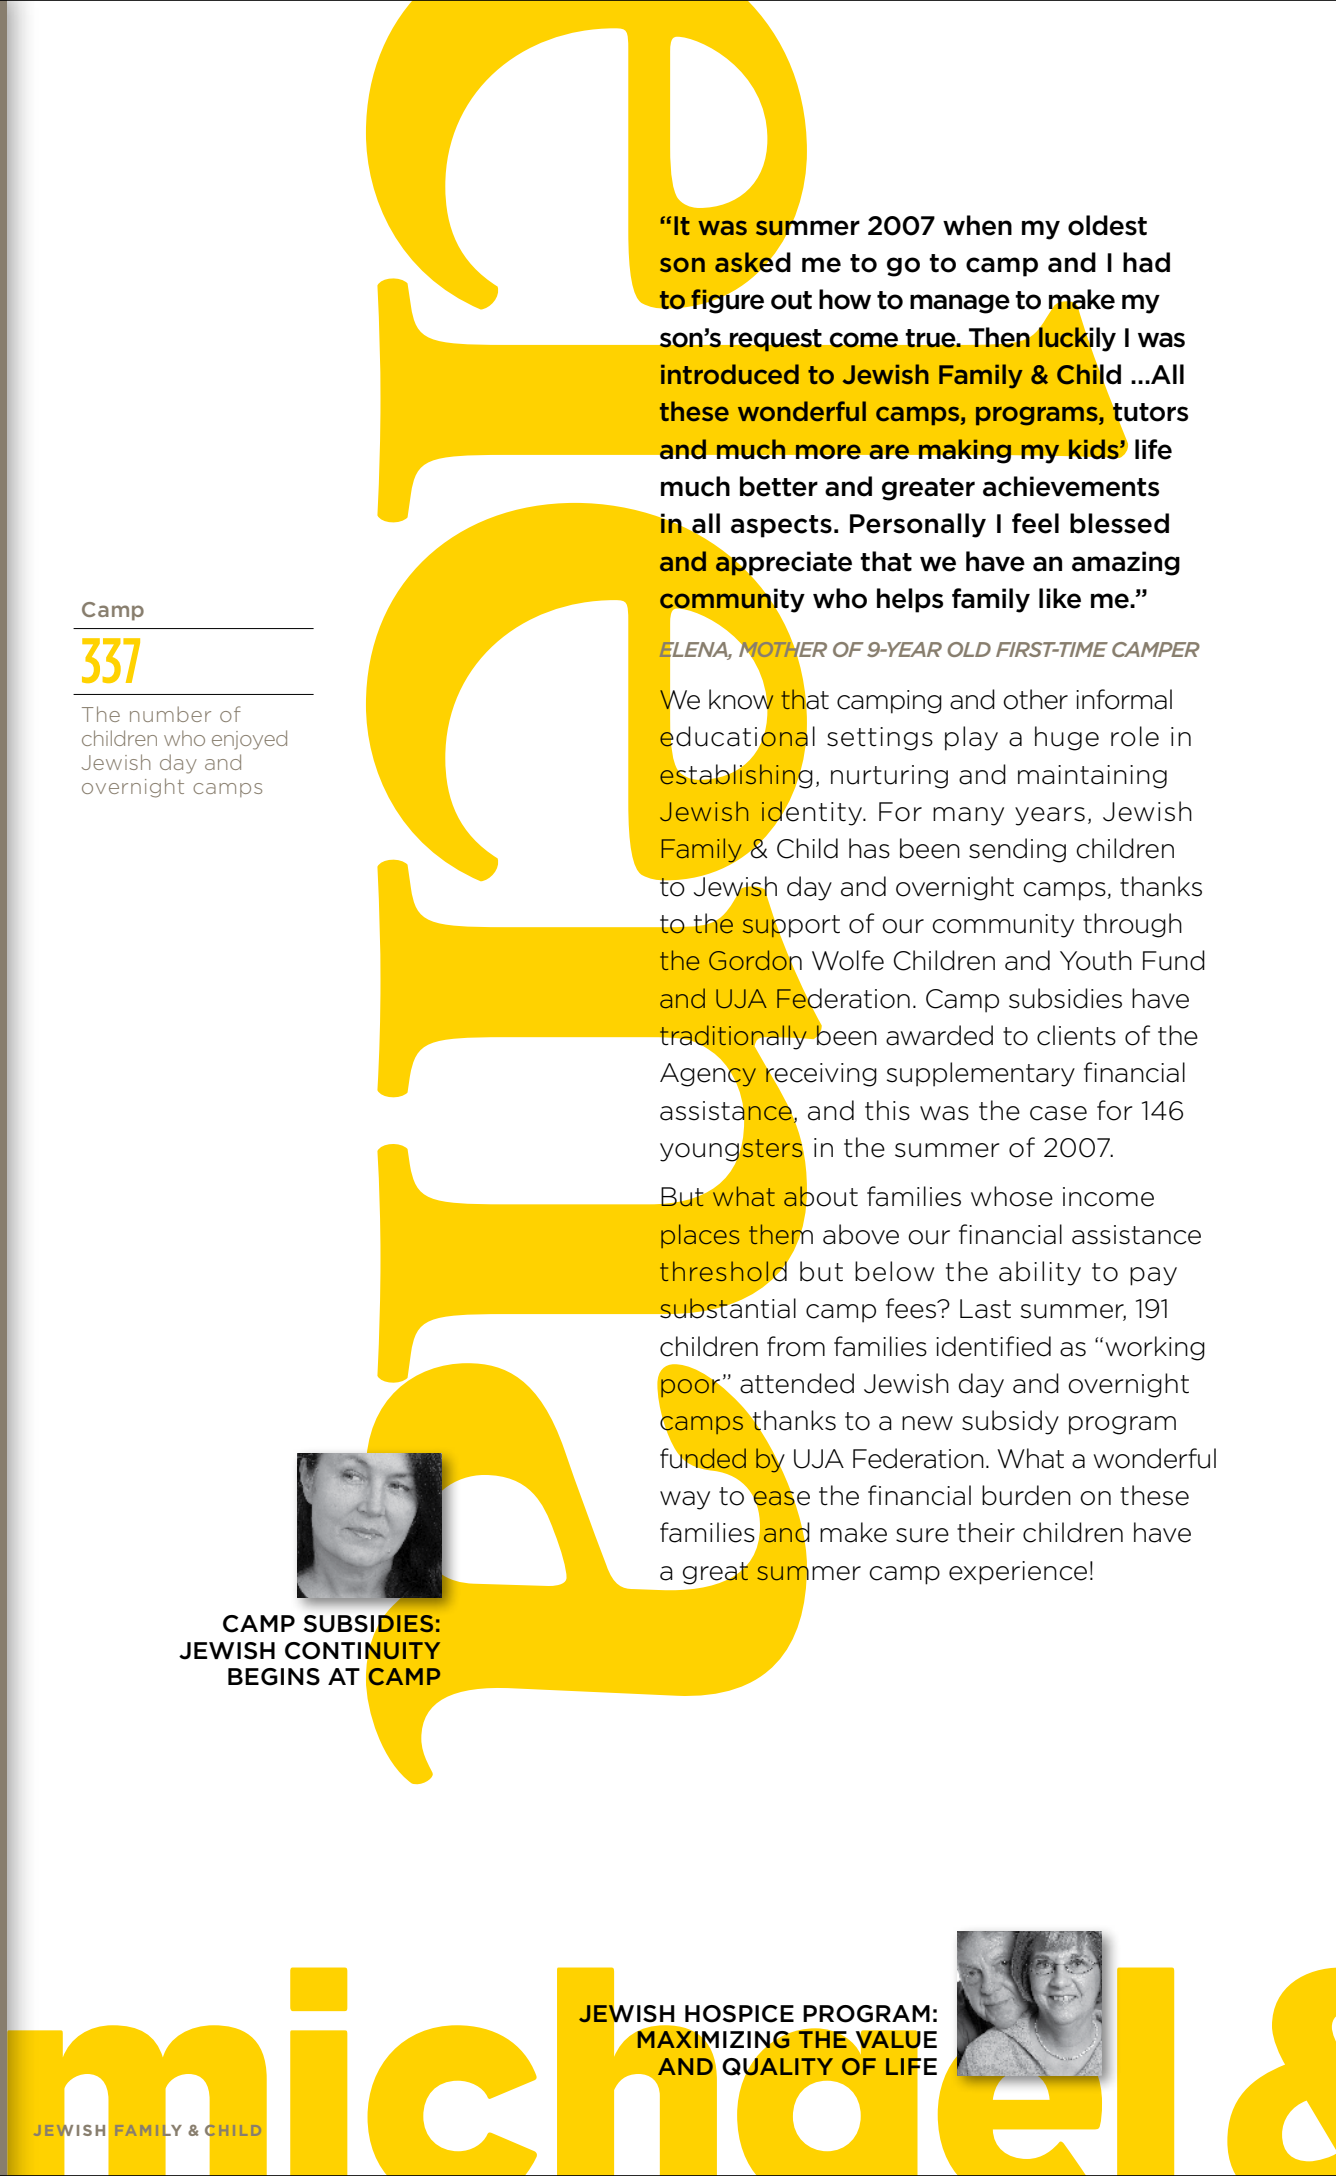 elena
“It was summer 2007 when my oldest
son asked me to go to camp and I had
to figure out how to manage to make my
son’s request come true. Then luckily I was
introduced to Jewish Family & Child ...All
these wonderful camps, programs, tutors
and much more are making my kids’ life
much better and greater achievements
in all aspects. Personally I feel blessed
and appreciate that we have an amazing
community who helps family like me.”
ELENA, MOTHER OF 9-YEAR OLD FIRST-TIME CAMPER
Camp
337
The number of
children who enjoyed
Jewish day and
overnight camps
We know that camping and other informal
educational settings play a huge role in
establishing, nurturing and maintaining
Jewish identity. For many years, Jewish
Family & Child has been sending children
to Jewish day and overnight camps, thanks
to the support of our community through
the Gordon Wolfe Children and Youth Fund
and UJA Federation. Camp subsidies have
traditionally been awarded to clients of the
Agency receiving supplementary financial
assistance, and this was the case for 146
youngsters in the summer of 2007.
But what about families whose income
places them above our financial assistance
threshold but below the ability to pay
substantial camp fees? Last summer, 191
children from families identified as “working
poor” attended Jewish day and overnight
camps thanks to a new subsidy program
funded by UJA Federation. What a wonderful
way to ease the financial burden on these
families and make sure their children have
a great summer camp experience!
CAMP SUBSIDIES:
JEWISH CONTINUITY
BEGINS AT CAMP
JEWISH HOSPICE PROGRAM:
MAXIMIZING THE VALUE
AND QUALITY OF LIFE
michael &
JEWISH FAMILY & CHILD